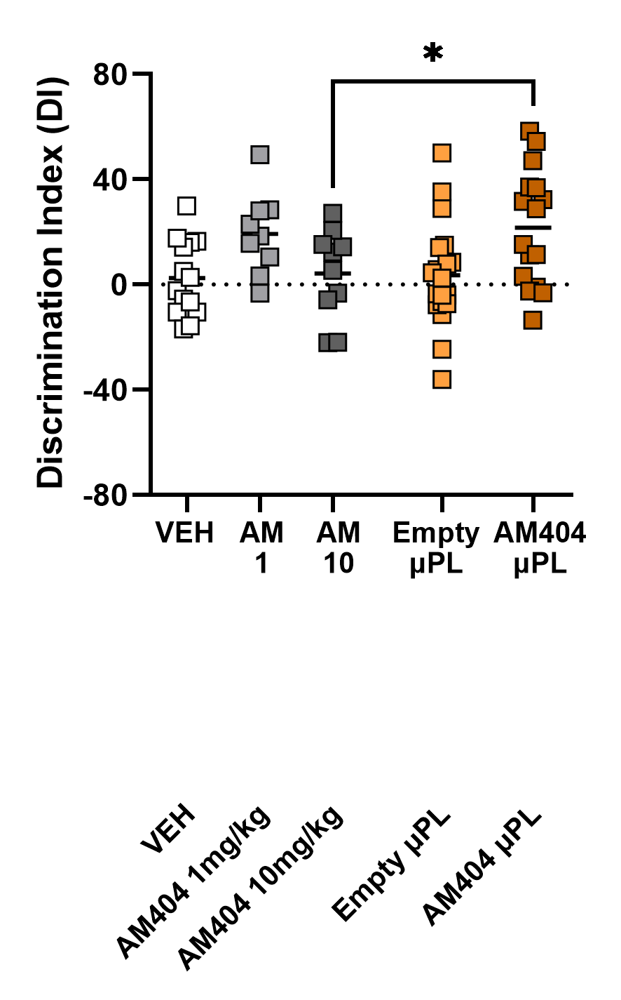 *
80
40
0
-40
-80
Discrimination Index (DI)
VEH
AM
1
AM
10
Empty
µPL
AM404
µPL
VEH
AM404 1mg/kg
AM404 10mg/kg
Empty µPL
AM404 µPL